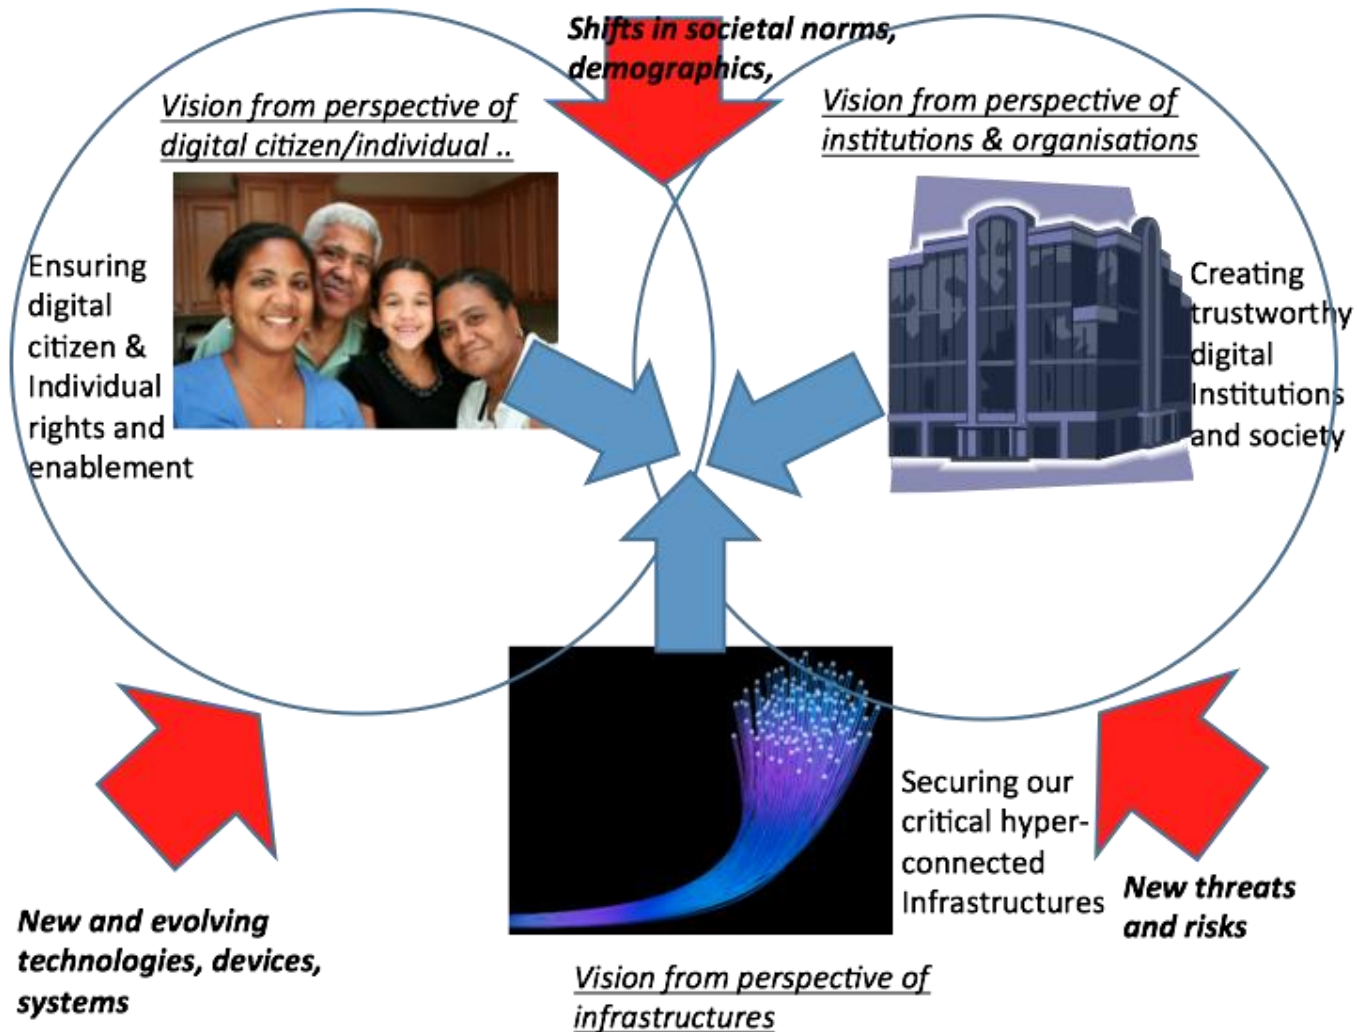 Shifts in societal norms,
demographics,
Vision from perspective of
digital citizen/individual ..
Vision from perspective of
institutions & organisations
Ensuring
digital
citizen &
Individual
rights and
enablement
Creating
trustworthy
digital
Institutions
and society
Securing our
critical hyper-
connected
Infrastructures
New threats
and risks
New and evolving
technologies, devices,
systems
Vision from perspective of
infrastructures